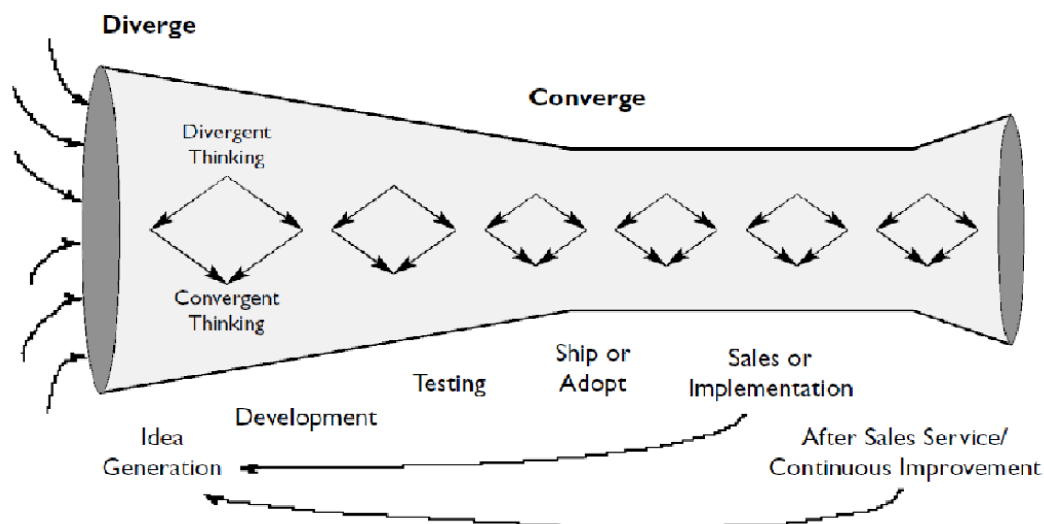 Diverge
Converge
Divergent
Thinking
Convergent
Thinking
Ship or
Adopt
Sales or
Implementation
Testing
Development
Idea
Generation
After Sales Service/
Continuous Improvement